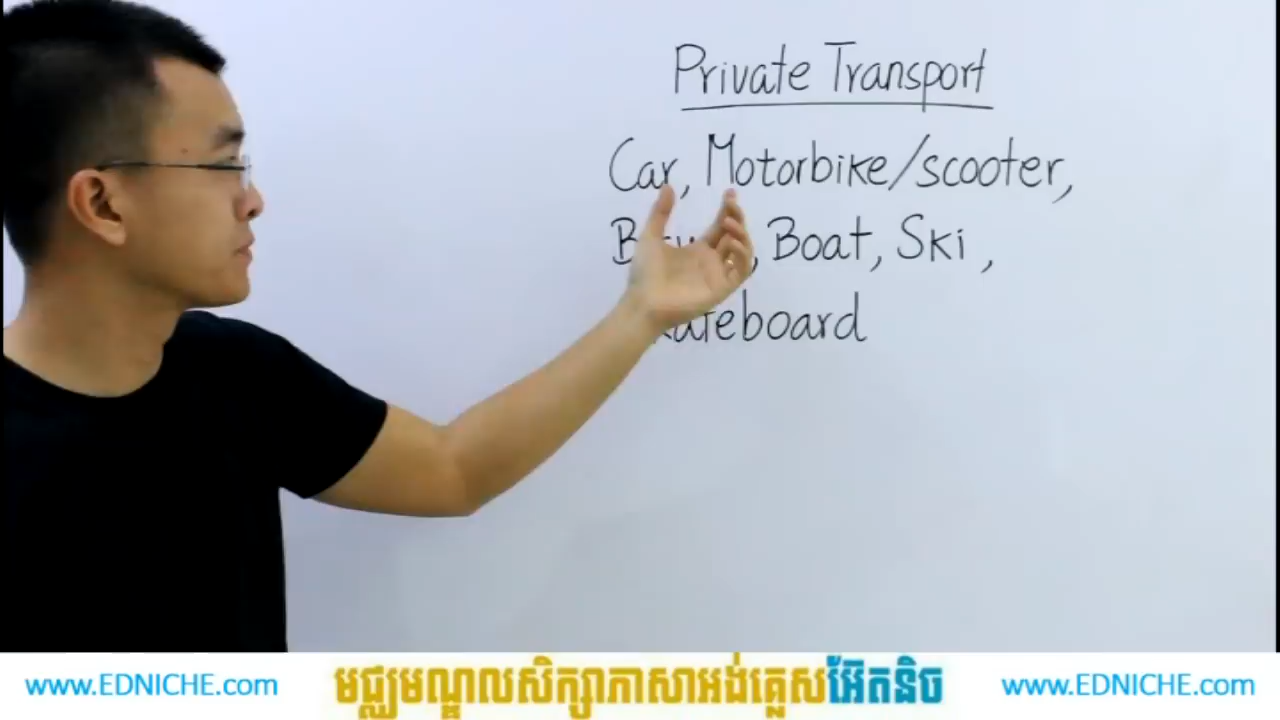 Private Transport
Car, Motorbike/scooter,
Boat, Ski,
www.EDNICHE.com មជ្ឈមណ្ឌលសិក្សាភាសាអង់គ្លេសអ៊ែតនិច www.EDNICHE.com